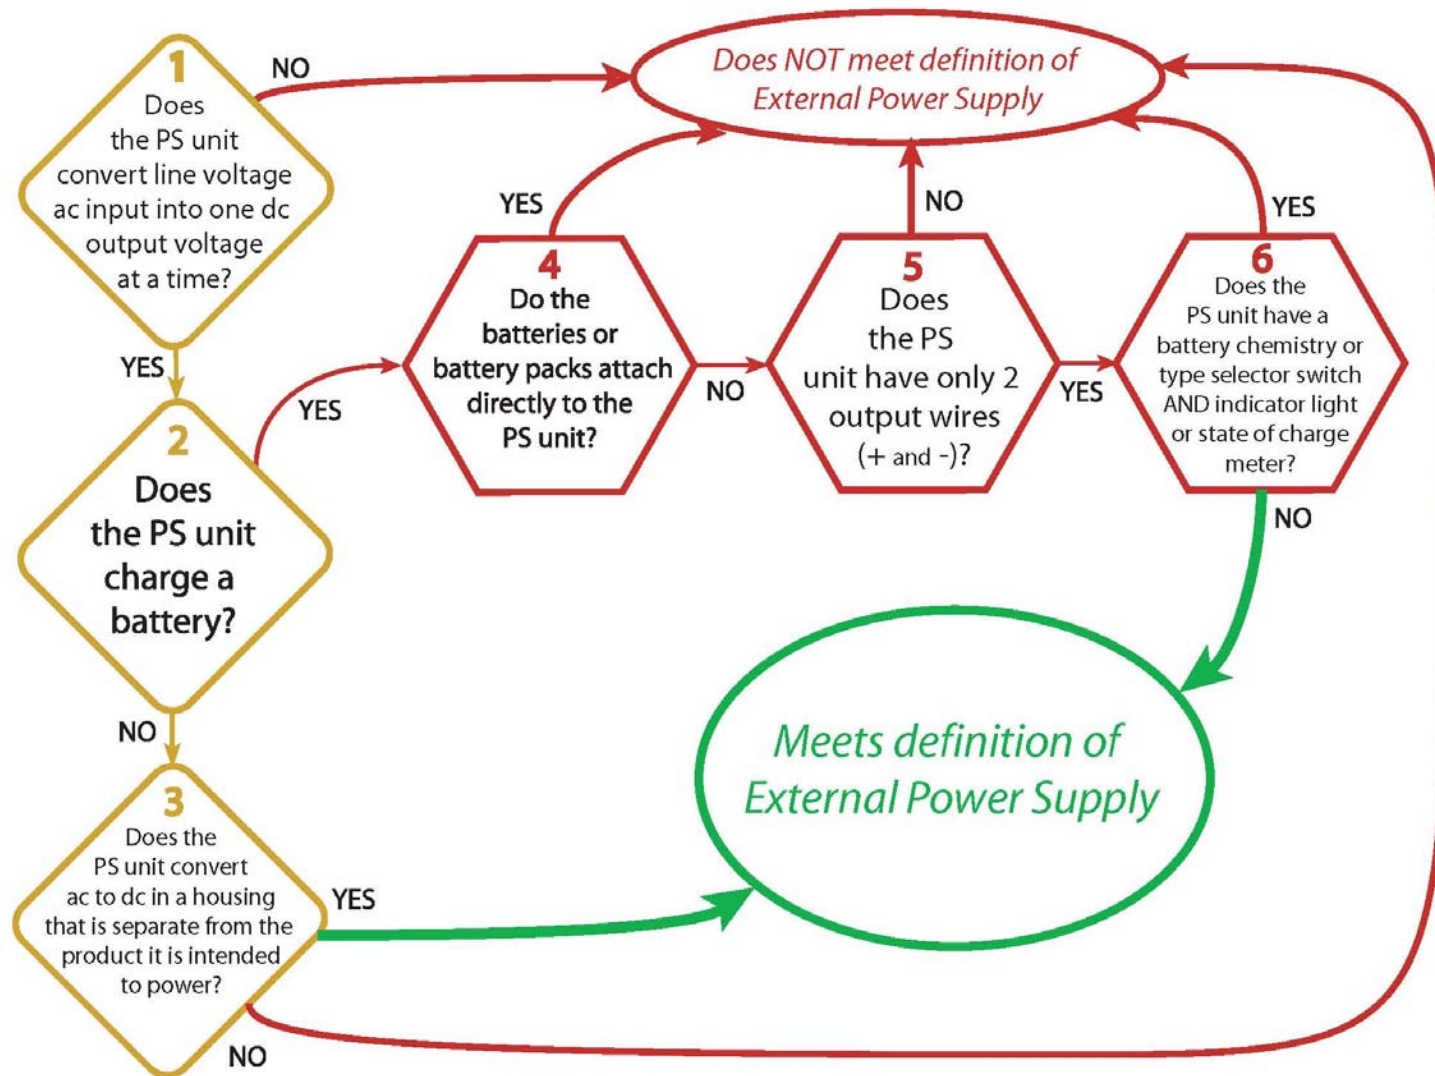 1
Does
the PS unit
convert line voltage
ac input into one dc
output voltage
at a time?
NO
YES
Does NOT meet definition of
External Power Supply
2
Does
the PS unit
charge a
battery?
YES
NO
3
Does the
PS unit convert
ac to dc in a housing
that is separate from the
product it is intended
to power?
YES
NO
4
Do the
batteries or
battery packs attach
directly to the
PS unit?
YES
NO
5
Does
the PS
unit have only 2
output wires
(+ and -)?
NO
YES
6
Does the
PS unit have a
battery chemistry or
type selector switch
AND indicator light
or state of charge
meter?
YES
NO
Meets definition of
External Power Supply